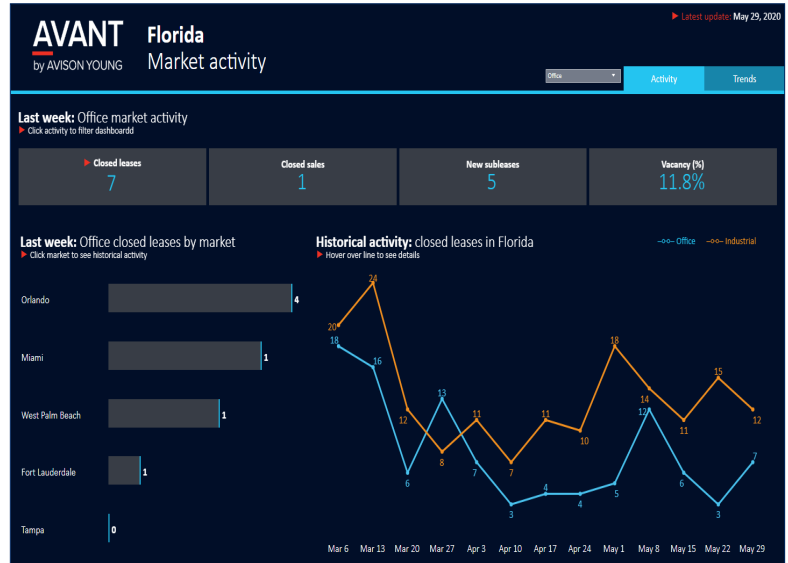 Latest update: May 29, 2020
AVANT
by AVISON YOUNG
Florida
Market activity
Office
Activity
Trends
Last week: Office market activity
Click activity to filter dashboardd
Closed leases
7
Closed sales
1
New subleases
5
Vacancy (%)
11.8%
Last week: Office closed leases by market
Click market to see historical activity
Orlando
4
Miami
1
West Palm Beach
1
Fort Lauderdale
1
Tampa
0
Historical activity: closed leases in Florida
Hover over line to see details
Office
Industrial
20
24
12
8
11
7
11
10
18
14
11
15
12
18
16
6
13
7
3
4
4
5
12
6
3
7
Mar 6 Mar 13 Mar 20 Mar 27 Apr 3 Apr 10 Apr 17 Apr 24 May 1 May 8 May 15 May 22 May 29